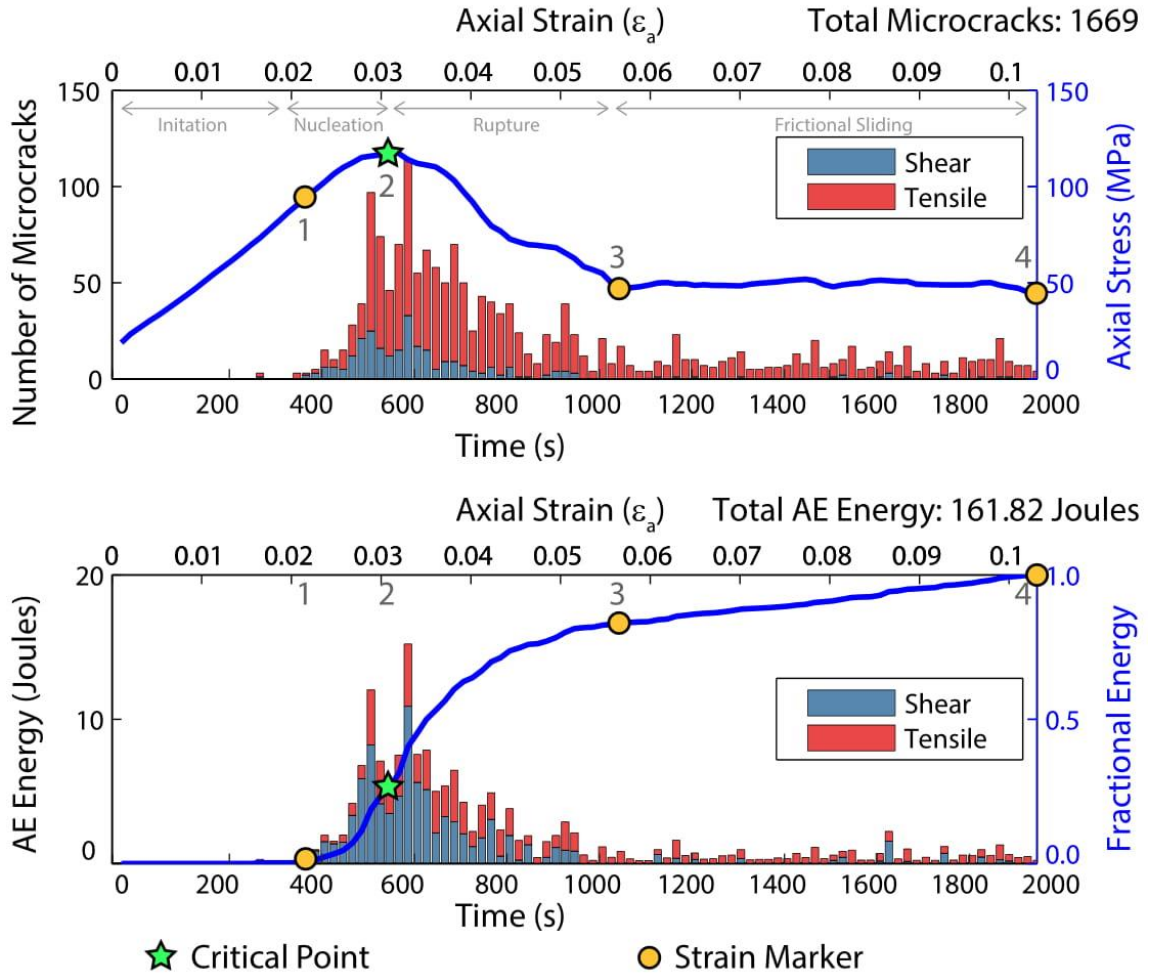 Axial Strain (εa) Total Microcracks: 1669
0 0.01 0.02 0.03 0.04 0.05 0.06 0.07 0.08 0.09 0.1
150 150
Initation Nucleation Rupture Frictional Sliding
Number of Microcracks
Axial Stress (MPa)
Shear
Tensile
100 100
1 2 3 4
50 50
0 0
0 200 400 600 800 1000 1200 1400 1600 1800 2000
Time (s)
Axial Strain (εa) Total AE Energy: 161.82 Joules
0 0.01 0.02 0.03 0.04 0.05 0.06 0.07 0.08 0.09 0.1
20 1.0
1 2 3 4
AE Energy (Joules)
Fractional Energy
Shear
Tensile
10 0.5
0 0.0
0 200 400 600 800 1000 1200 1400 1600 1800 2000
Time (s)
Critical Point Strain Marker